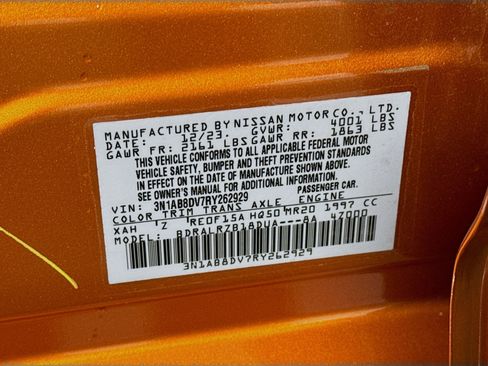 MANUFACTURED BY NISSAN MOTOR CO., LTD.
DATE: 12/23. GVWR: 4001 LBS
GAWR FR: 2161 LBS GAWR RR: 1863 LBS
THIS VEHICLE CONFORMS TO ALL APPLICABLE FEDERAL MOTOR
VEHICLE SAFETY, BUMPER AND THEFT PREVENTION STANDARDS
IN EFFECT ON THE DATE OF MANUFACTURE SHOWN ABOVE.
SEE OWNER'S MANUAL FOR ADDITIONAL INFORMATION.
VIN: 3N1AB8DV7RY262929 PASSENGER CAR.
COLOR TRIM TRANS AXLE ENGINE
XAH 'Z 'RE0F15A HQ50 MR20 1997 CC
MODEL: BDRALRZB18DUA---8A 4Z000
3N1AB8DV7RY262929